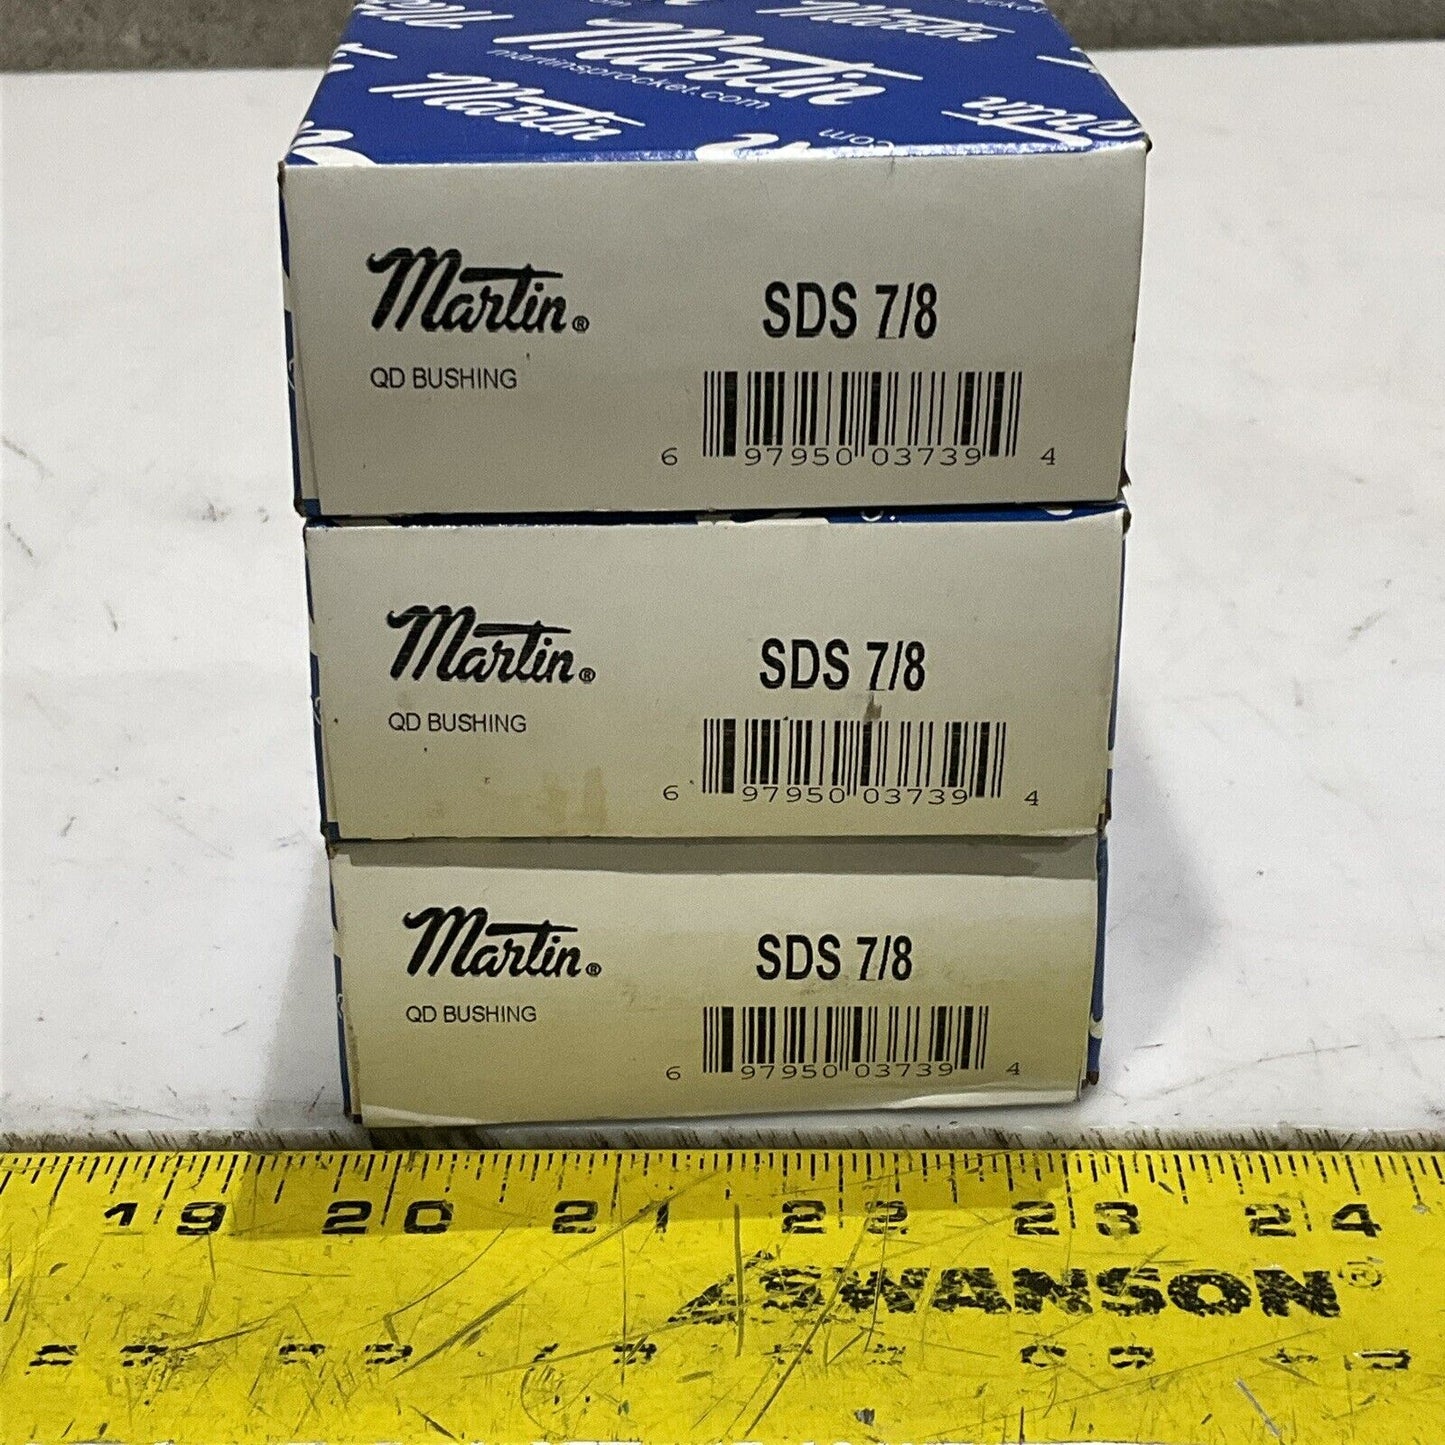 Martin
Martin
martinsprocket.com
Martin
Martin®
SDS 7/8
QD BUSHING
6 97950 03739 4
Martin®
SDS 7/8
QD BUSHING
6 97950 03739 4
Martin®
SDS 7/8
QD BUSHING
6 97950 03739 4
19 20 21 22 23 24
SWANSON®